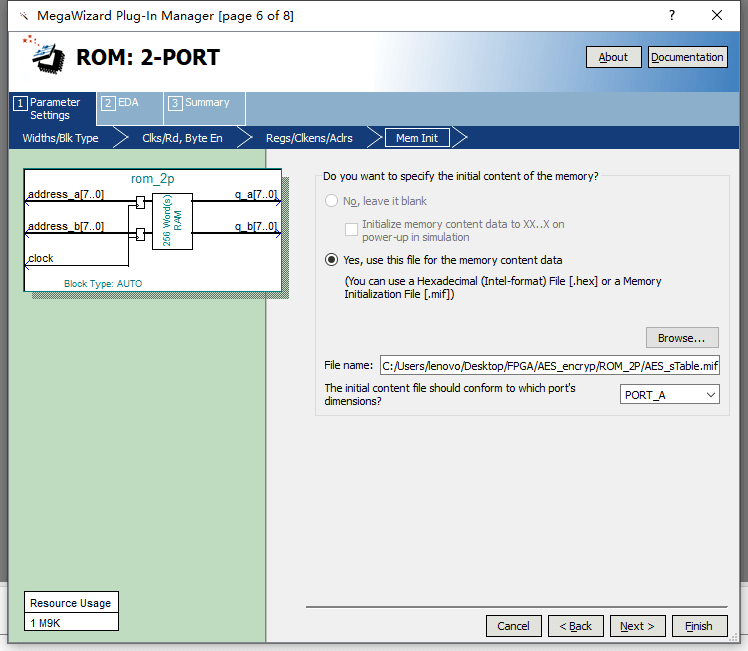 MegaWizard Plug-In Manager [page 6 of 8]
?
ROM: 2-PORT
About
Documentation
1 Parameter Settings
2 EDA
3 Summary
Widths/Blk Type
Clks/Rd, Byte En
Regs/Clkens/Aclrs
Mem Init
rom_2p
address_a[7..0]
q_a[7..0]
address_b[7..0]
q_b[7..0]
256 Word(s)
RAM
clock
Block Type: AUTO
Do you want to specify the initial content of the memory?
No, leave it blank
Initialize memory content data to XX..X on
power-up in simulation
Yes, use this file for the memory content data
(You can use a Hexadecimal (Intel-format) File [.hex] or a Memory
Initialization File [.mif])
Browse...
File name: C:/Users/lenovo/Desktop/FPGA/AES_encryp/ROM_2P/AES_sTable.mif
The initial content file should conform to which port's
dimensions?
PORT_A
Resource Usage
1 M9K
Cancel
< Back
Next >
Finish